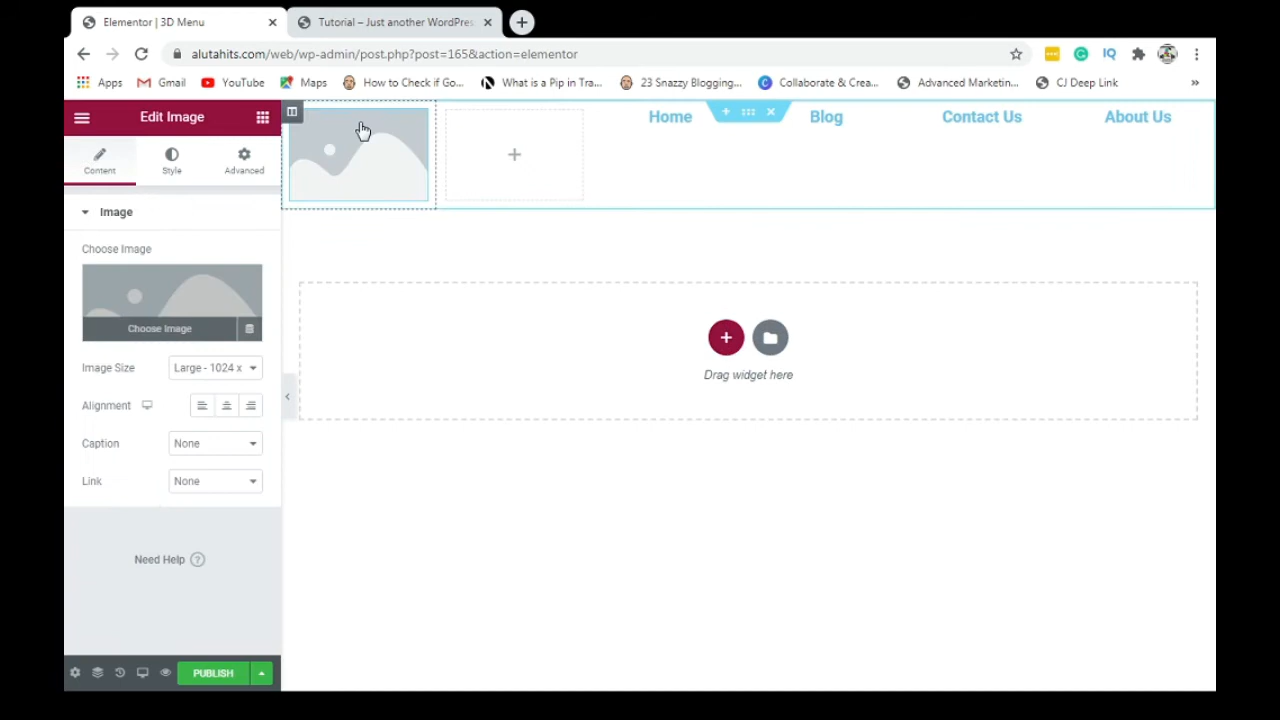 Elementor | 3D Menu
Tutorial – Just another WordPres
alutahits.com/web/wp-admin/post.php?post=165&action=elementor
Apps
Gmail
YouTube
Maps
How to Check if Go...
What is a Pip in Tra...
23 Snazzy Blogging...
Collaborate & Crea...
Advanced Marketin...
CJ Deep Link
»
IQ
Edit Image
Content
Style
Advanced
Image
Choose Image
Choose Image
Image Size
Large - 1024 x
Alignment
Caption
None
Link
None
Need Help ?
PUBLISH
Home
Blog
Contact Us
About Us
Drag widget here